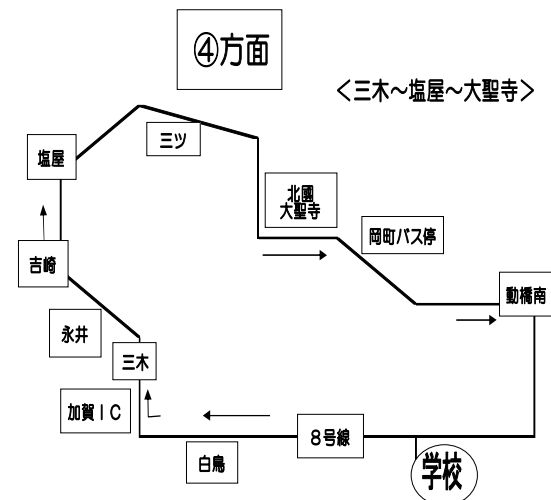 ④方面
＜三木～塩屋～大聖寺＞
三ツ
塩屋
北國
大聖寺
岡町バス停
吉崎
動橋南
永井
三木
加賀ＩＣ
８号線
白鳥
学校